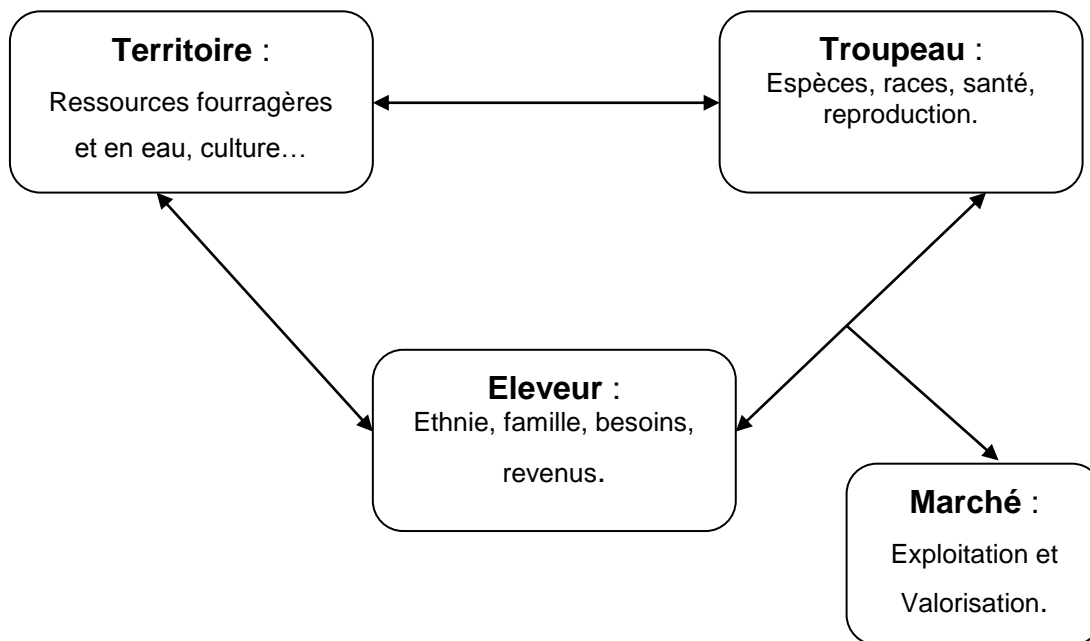 Territoire :
Ressources fourragères
et en eau, culture…
Troupeau :
Espèces, races, santé,
reproduction.
Eleveur :
Ethnie, famille, besoins,
revenus.
Marché :
Exploitation et
Valorisation.